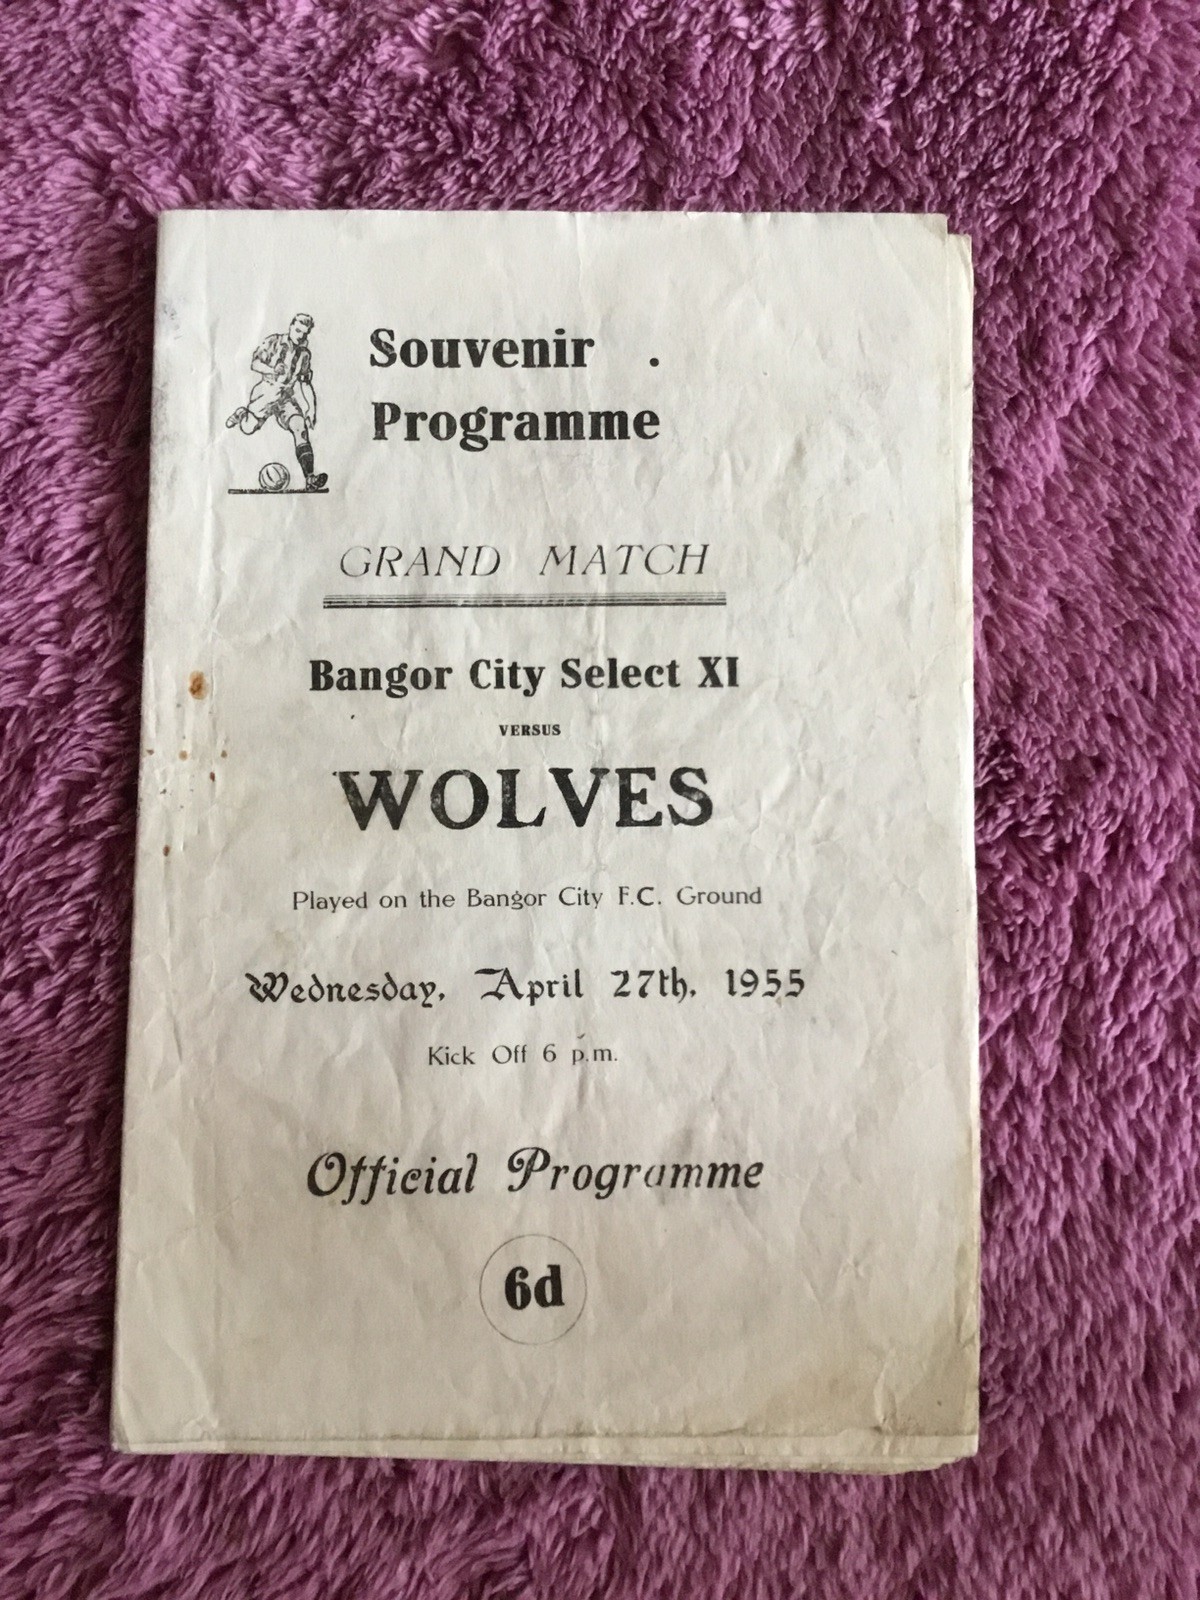 Souvenir .
Programme
GRAND MATCH
Bangor City Select XI
VERSUS
WOLVES
Played on the Bangor City F.C. Ground
Wednesday, April 27th, 1955
Kick Off 6 p.m.
Official Programme
6d